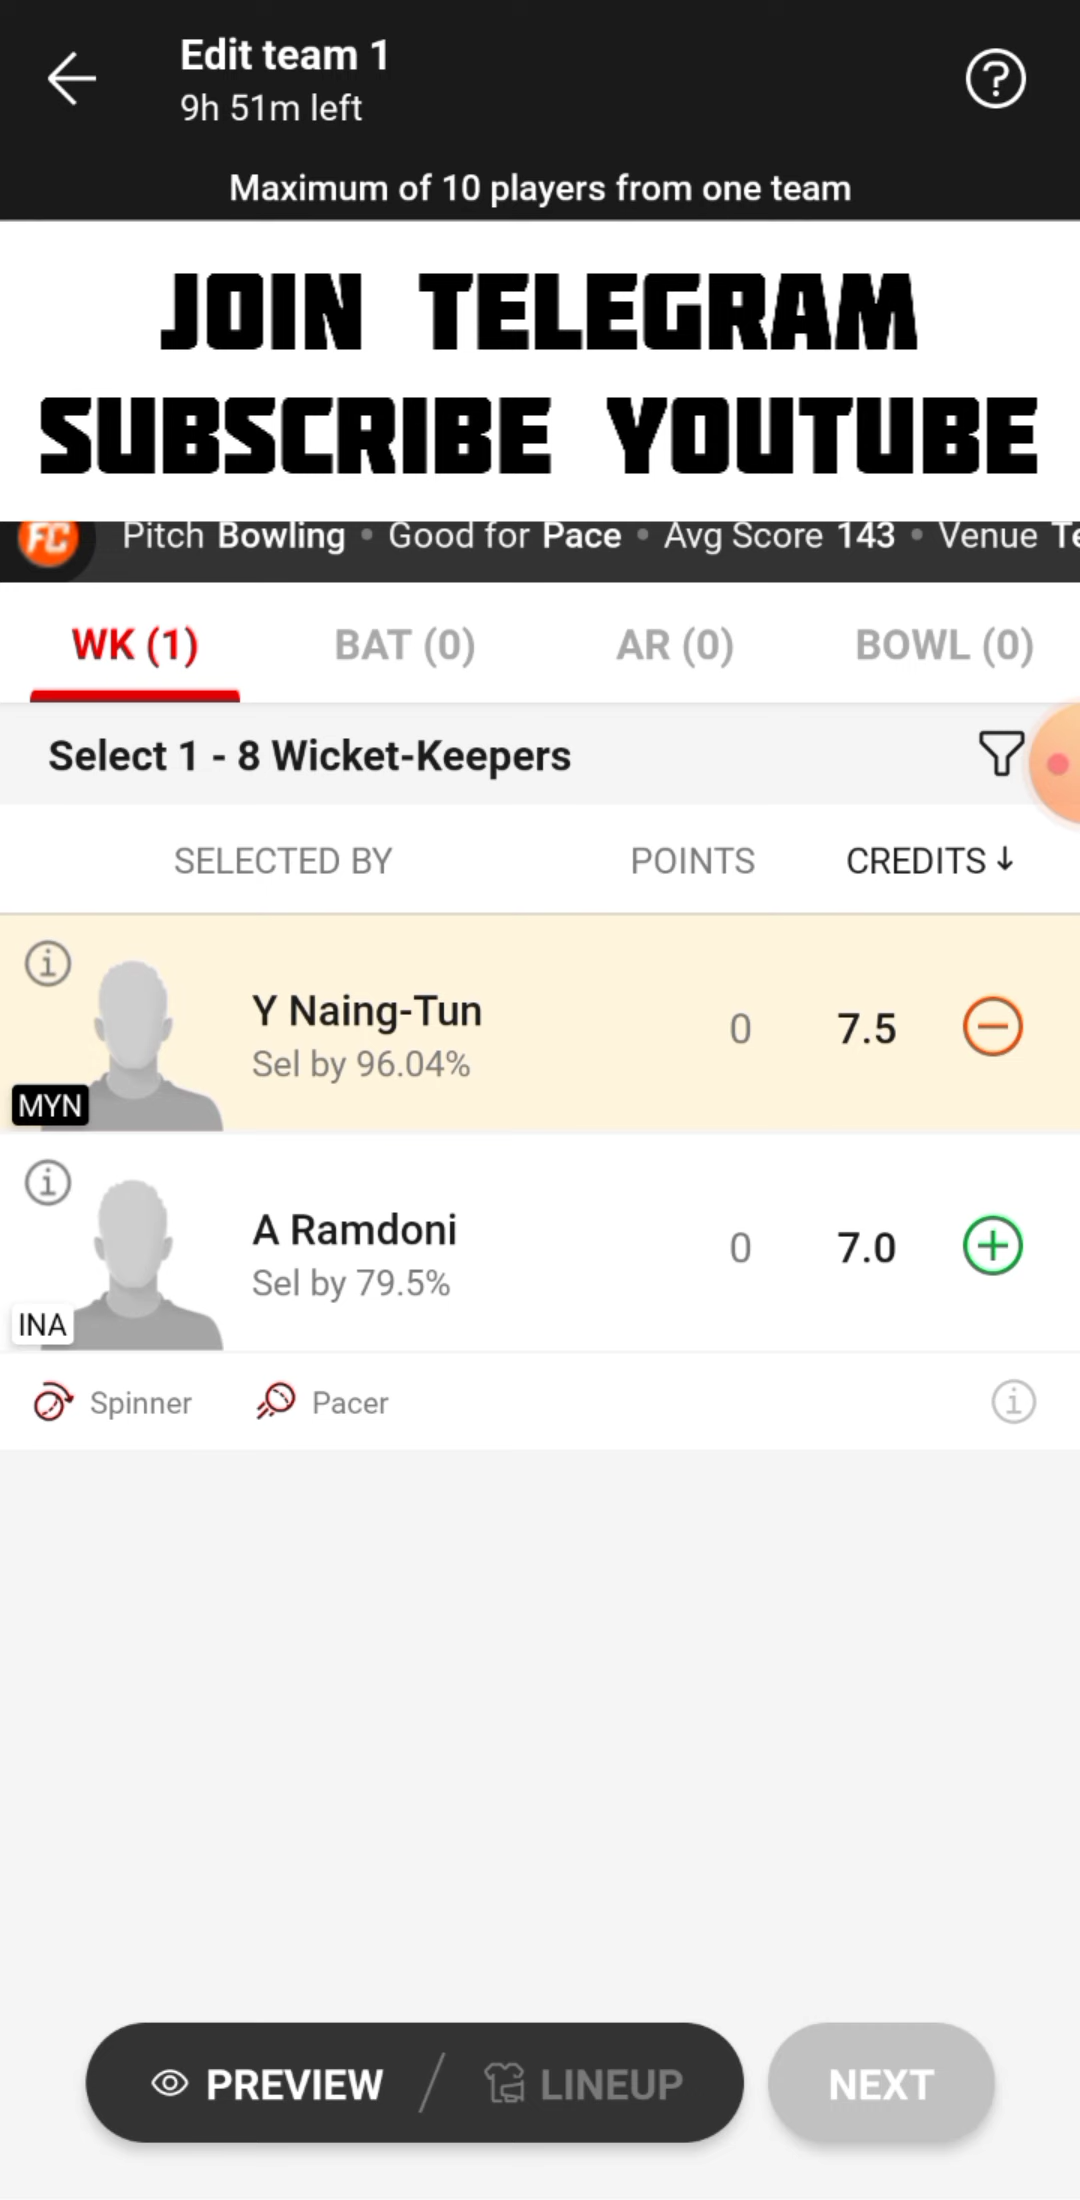 Edit team 1
9h 51m left
Maximum of 10 players from one team
JOIN TELEGRAM
SUBSCRIBE YOUTUBE
FC Pitch Bowling • Good for Pace • Avg Score 143 • Venue
WK (1) BAT (0) AR (0) BOWL (0)
Select 1 - 8 Wicket-Keepers
SELECTED BY POINTS CREDITS ↓
Y Naing-Tun 0 7.5
Sel by 96.04%
MYN
A Ramdoni 0 7.0
Sel by 79.5%
INA
Spinner Pacer
PREVIEW / LINEUP NEXT